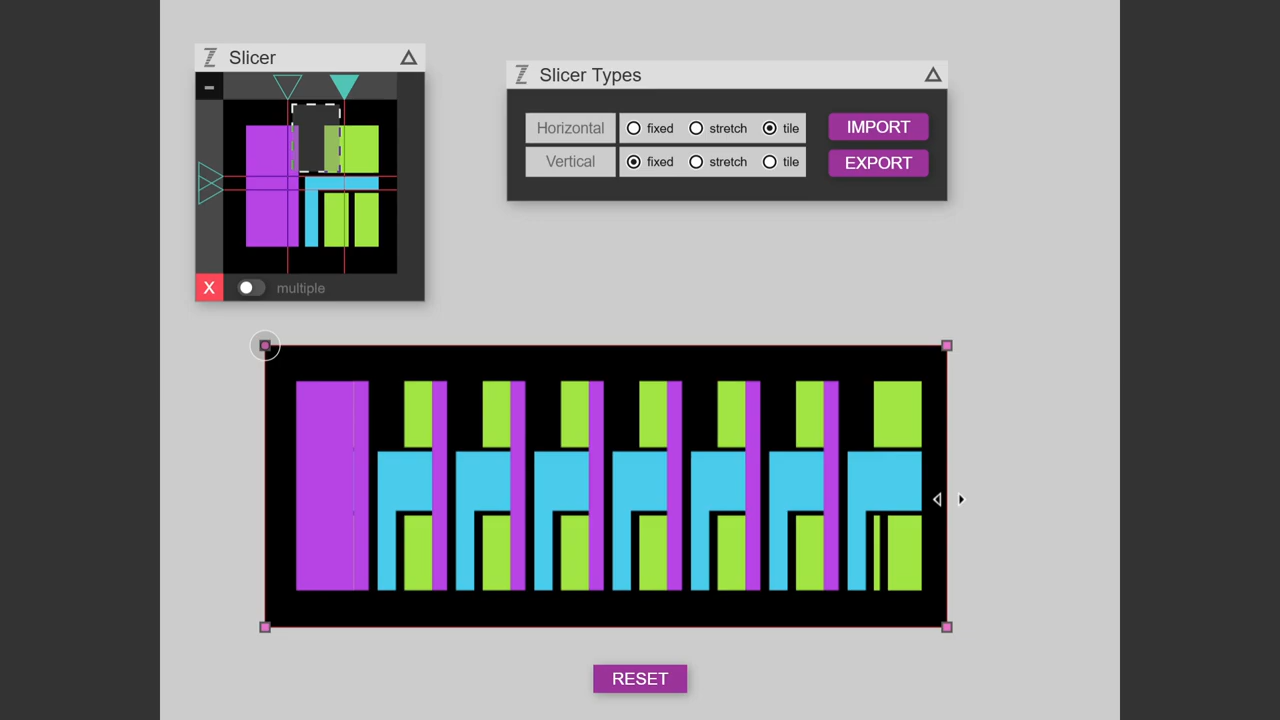 Slicer
-
X
multiple
Slicer Types
Horizontal fixed stretch tile IMPORT
Vertical fixed stretch tile EXPORT
RESET